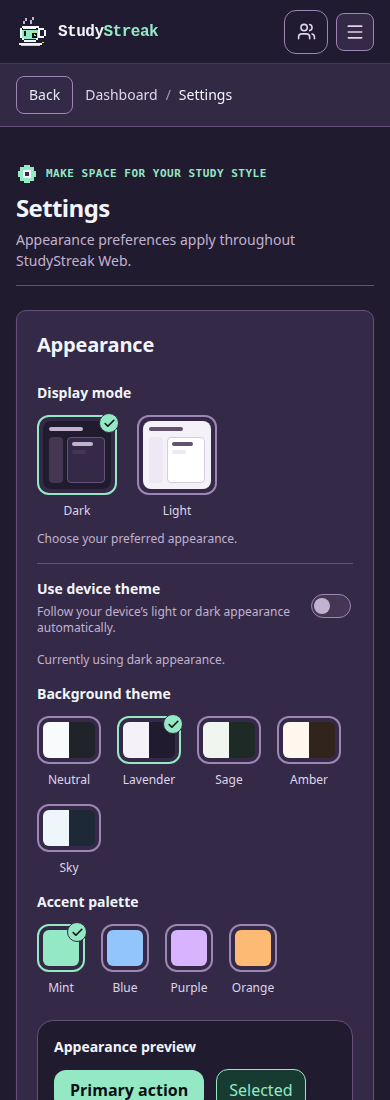 StudyStreak
Back Dashboard / Settings
MAKE SPACE FOR YOUR STUDY STYLE
Settings
Appearance preferences apply throughout
StudyStreak Web.
Appearance
Display mode
Dark Light
Choose your preferred appearance.
Use device theme
Follow your device’s light or dark appearance
automatically.
Currently using dark appearance.
Background theme
Neutral Lavender Sage Amber
Sky
Accent palette
Mint Blue Purple Orange
Appearance preview
Primary action Selected